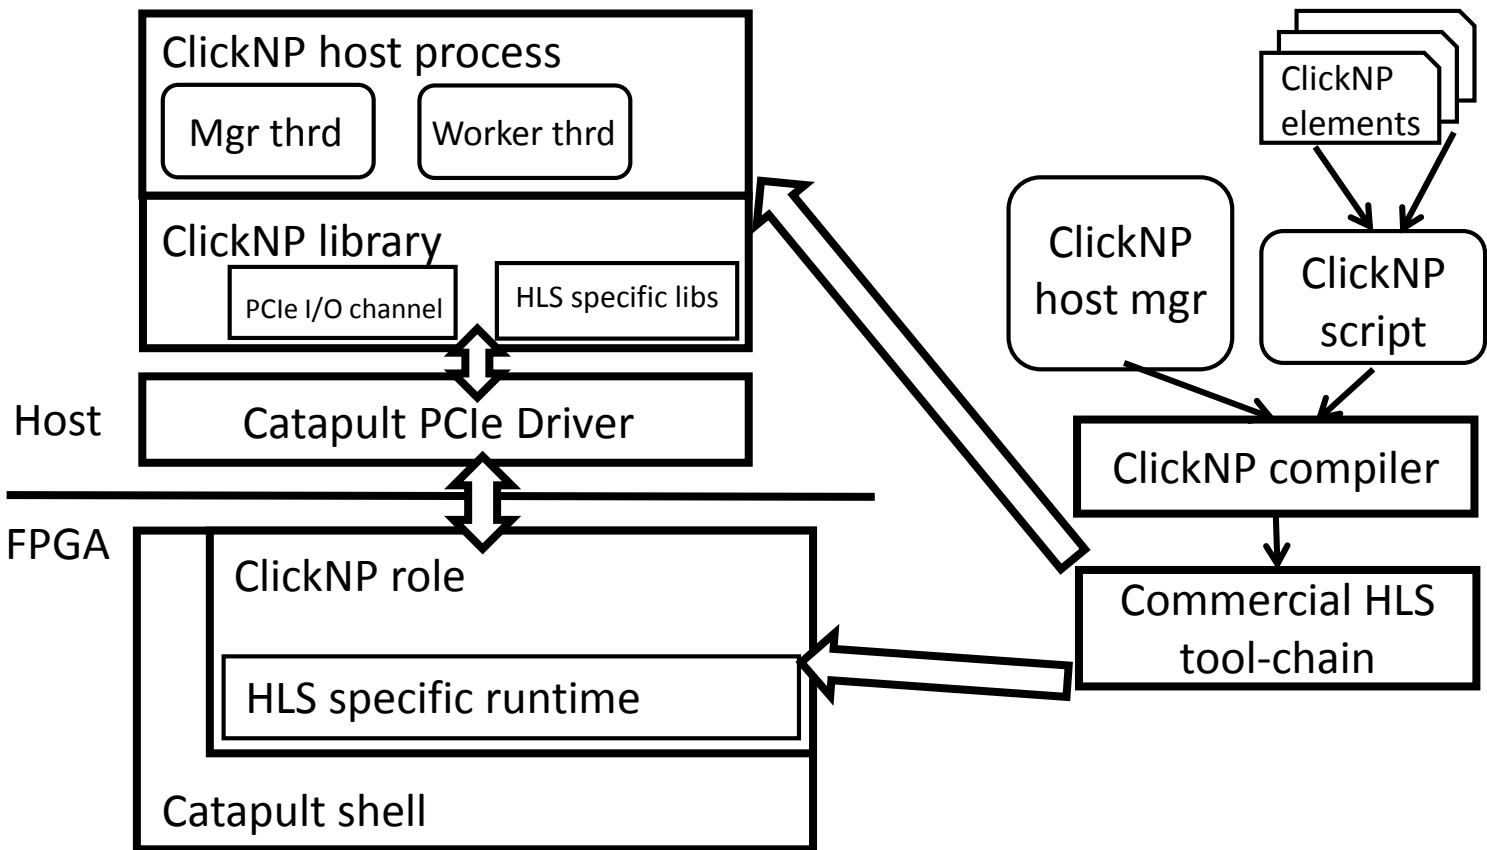 ClickNP host process
Mgr thrd
Worker thrd
ClickNP library
PCIe I/O channel
HLS specific libs
Host
Catapult PCIe Driver
FPGA
ClickNP role
HLS specific runtime
Catapult shell
ClickNP
elements
ClickNP
host mgr
ClickNP
script
ClickNP compiler
Commercial HLS
tool-chain